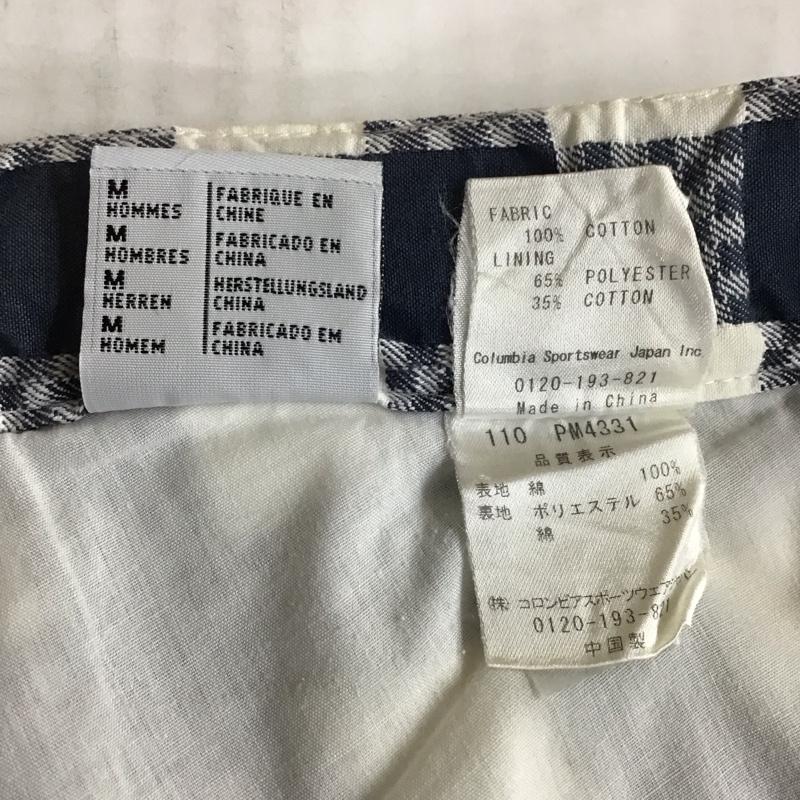 M
HOMMES
FABRIQUE EN
CHINE
M
HOMBRES
FABRICADO EN
CHINA
M
HERREN
HERSTELLUNGSLAND
CHINA
M
HOMEM
FABRICADO EM
CHINA
FABRIC
100% COTTON
LINING
65% POLYESTER
35% COTTON
Columbia Sportswear Japan Inc
0120-193-821
Made in China
110 PM4331
品質表示
表地 綿 100%
裏地 ポリエステル 65%
綿 35%
(株) コロンビアスポーツウェア
0120-193-821
中国製